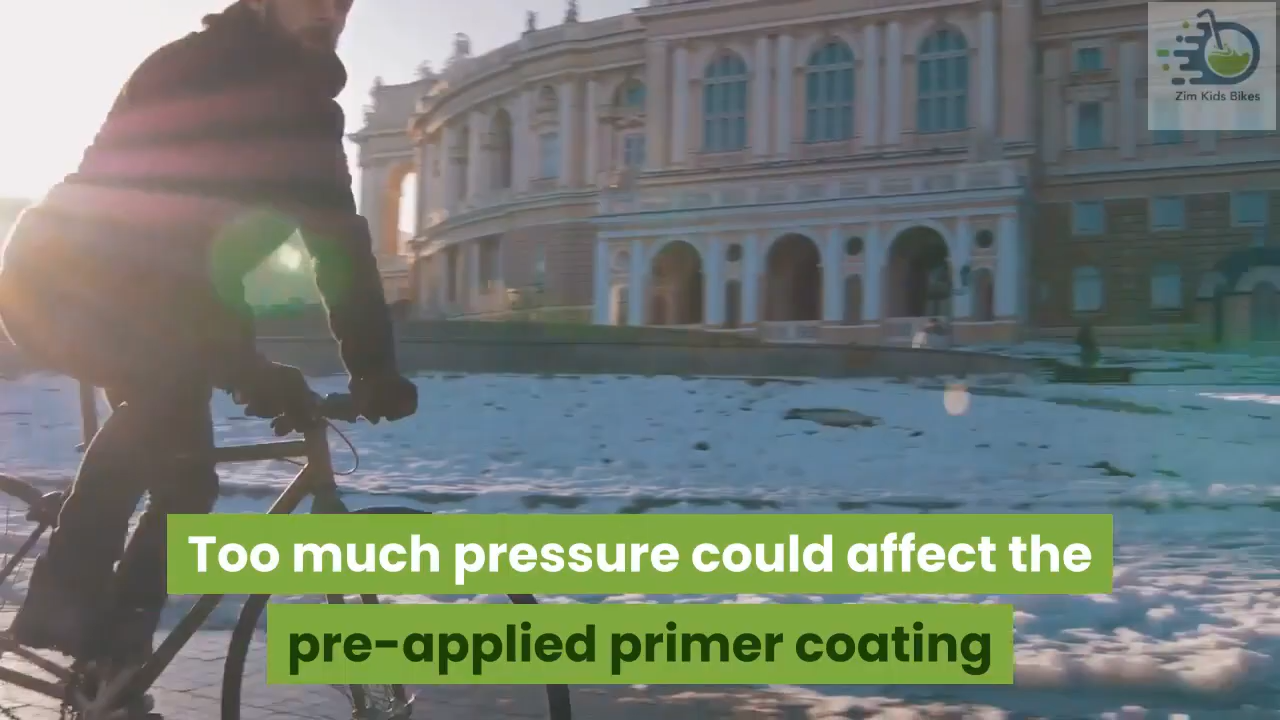 Zim Kids Bikes
Too much pressure could affect the
pre-applied primer coating